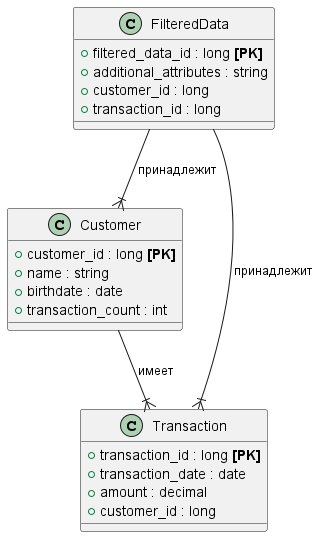 C FilteredData
filtered_data_id : long [PK]
additional_attributes : string
customer_id : long
transaction_id : long
принадлежит
C Customer
customer_id : long [PK]
name : string
birthdate : date
transaction_count : int
принадлежит
имеет
C Transaction
transaction_id : long [PK]
transaction_date : date
amount : decimal
customer_id : long